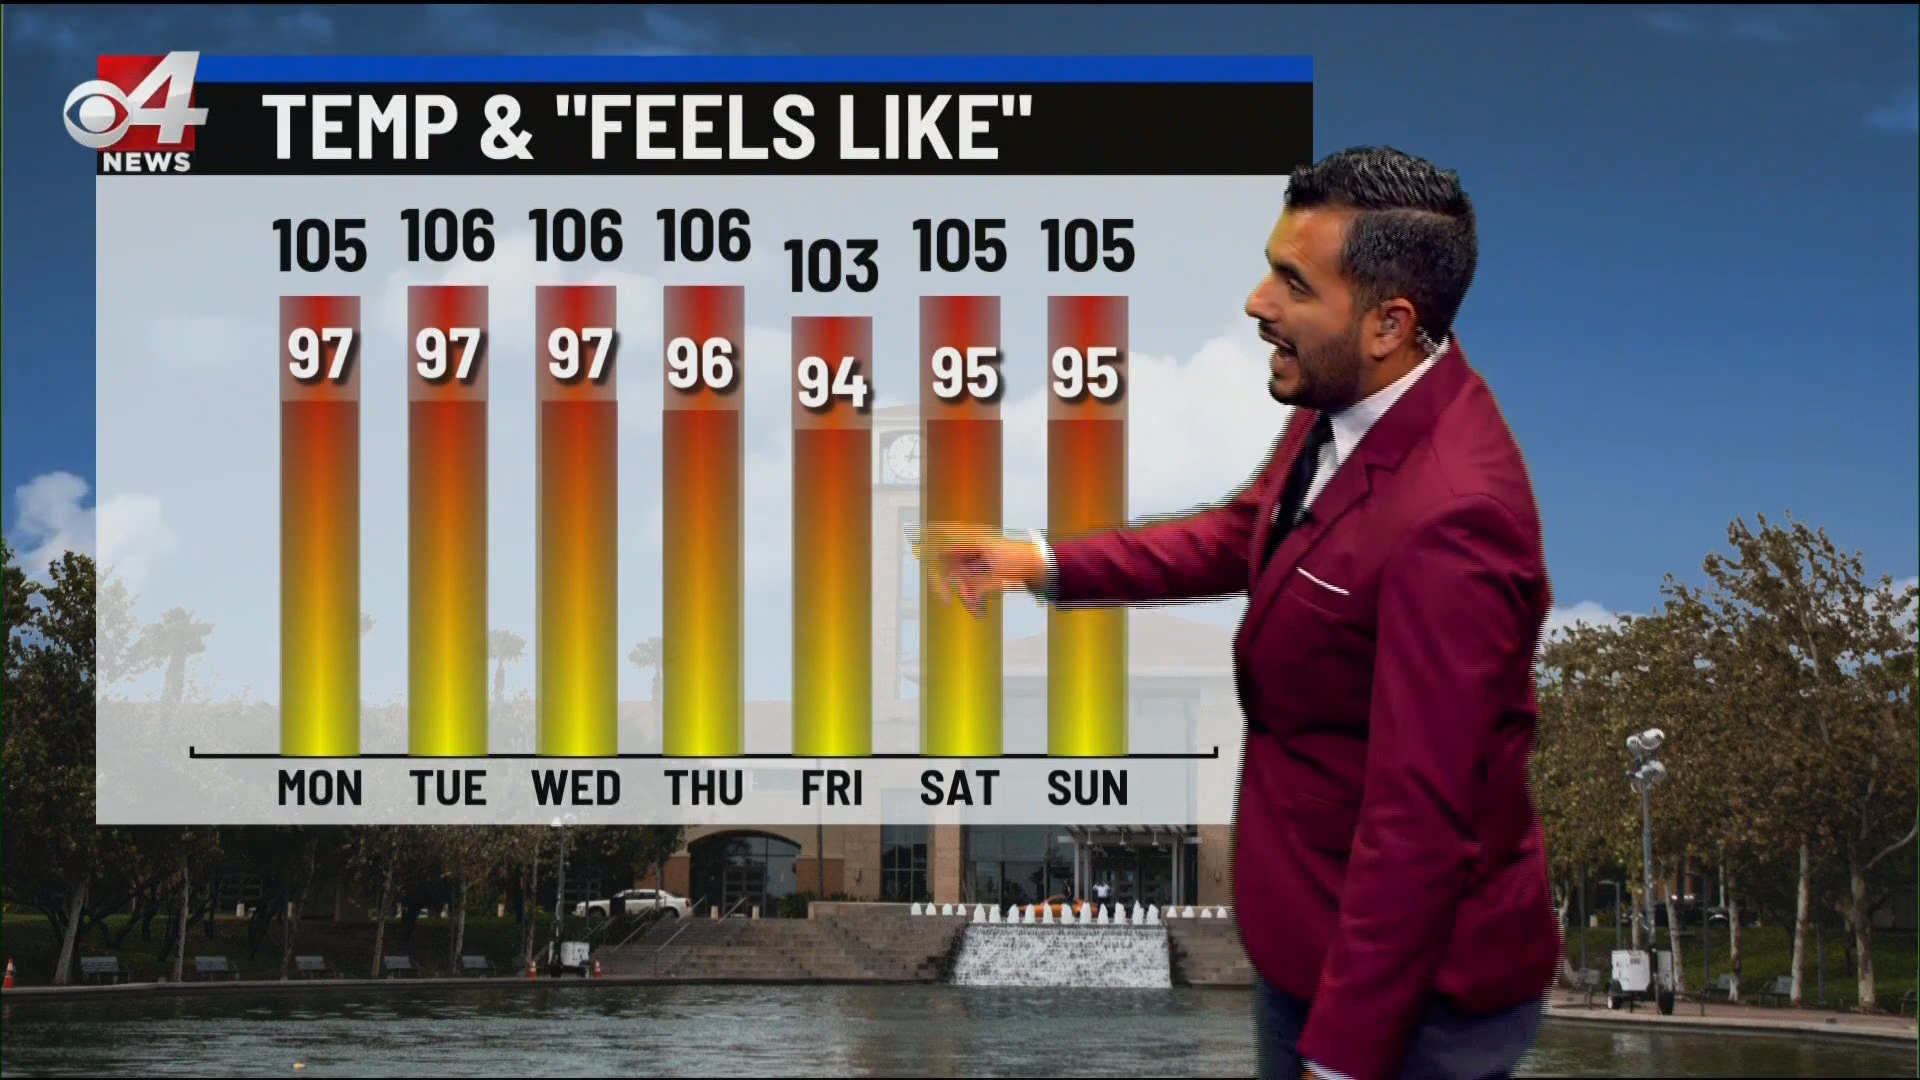 4
NEWS
TEMP & "FEELS LIKE"
105 106 106 106 103 105 105
97 97 97 96 94 95 95
MON TUE WED THU FRI SAT SUN